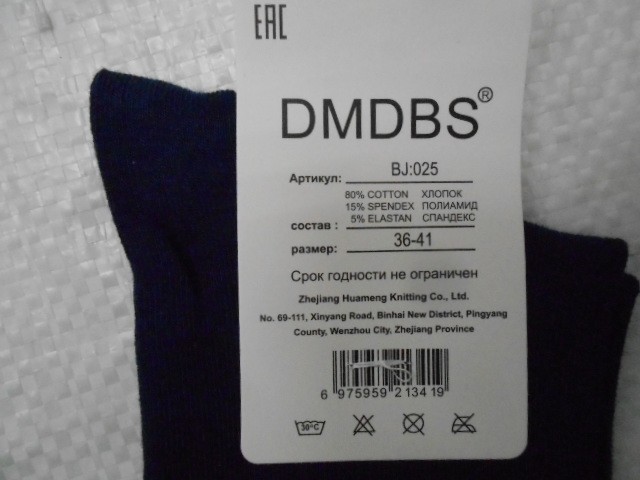 EAC
DMDBS®
Артикул: BJ:025
80% COTTON ХЛОПОК
15% SPENDEX ПОЛИАМИД
состав : 5% ELASTAN СПАНДЕКС
размер: 36-41
Срок годности не ограничен
Zhejiang Huameng Knitting Co., Ltd.
No. 69-111, Xinyang Road, Binhai New District, Pingyang
County, Wenzhou City, Zhejiang Province
6 975959 213419
30°C